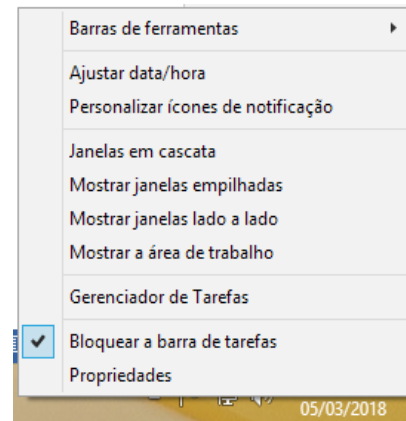 Barras de ferramentas
Ajustar data/hora
Personalizar ícones de notificação
Janelas em cascata
Mostrar janelas empilhadas
Mostrar janelas lado a lado
Mostrar a área de trabalho
Gerenciador de Tarefas
Bloquear a barra de tarefas
Propriedades
05/03/2018